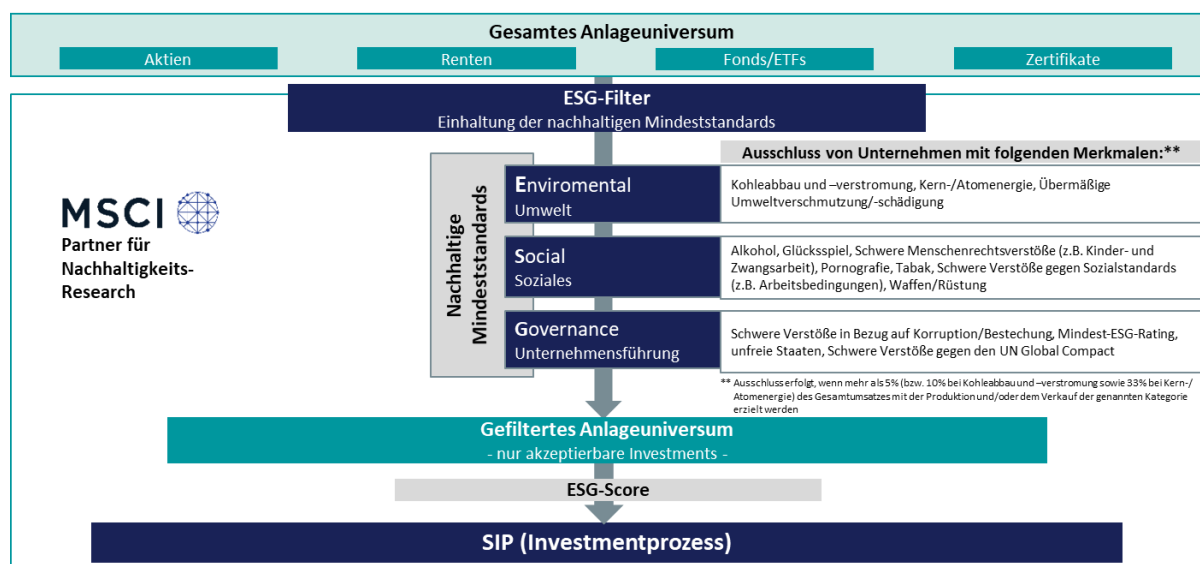 Gesamtes Anlageuniversum
Aktien
Renten
Fonds/ETFs
Zertifikate
ESG-Filter
Einhaltung der nachhaltigen Mindeststandards
Ausschluss von Unternehmen mit folgenden Merkmalen:**
MSCI
Partner für
Nachhaltigkeits-
Research
Nachhaltige
Mindeststandards
Enviromental
Umwelt
Kohleabbau und –verstromung, Kern-/Atomenergie, Übermäßige
Umweltverschmutzung/-schädigung
Social
Soziales
Alkohol, Glücksspiel, Schwere Menschenrechtsverstöße (z.B. Kinder- und
Zwangsarbeit), Pornografie, Tabak, Schwere Verstöße gegen Sozialstandards
(z.B. Arbeitsbedingungen), Waffen/Rüstung
Governance
Unternehmensführung
Schwere Verstöße in Bezug auf Korruption/Bestechung, Mindest-ESG-Rating,
unfreie Staaten, Schwere Verstöße gegen den UN Global Compact
** Ausschluss erfolgt, wenn mehr als 5% (bzw. 10% bei Kohleabbau und –verstromung sowie 33% bei Kern-/
Atomenergie) des Gesamtumsatzes mit der Produktion und/oder dem Verkauf der genannten Kategorie
erzielt werden
Gefiltertes Anlageuniversum
- nur akzeptierbare Investments -
ESG-Score
SIP (Investmentprozess)